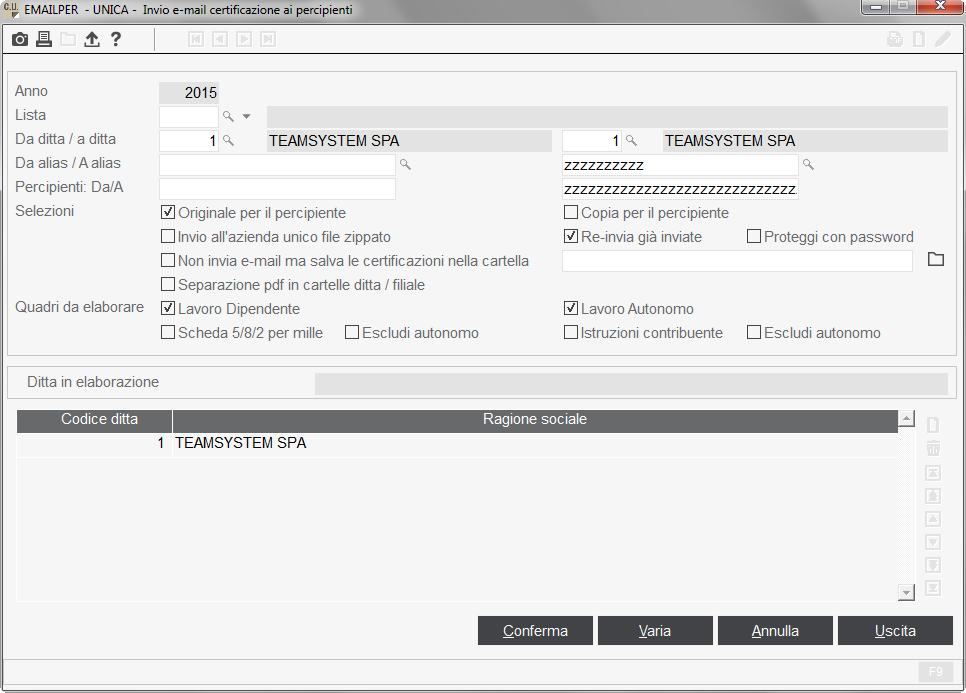 C.U. EMAILPER - UNICA - Invio e-mail certificazione ai percipienti
?
Anno 2015
Lista
Da ditta / a ditta 1 TEAMSYSTEM SPA 1 TEAMSYSTEM SPA
Da alias / A alias zzzzzzzzzz
Percipienti: Da/A zzzzzzzzzzzzzzzzzzzzzzzzzzzzzz
Selezioni Originale per il percipiente Copia per il percipiente
Invio all'azienda unico file zippato Re-invia già inviate Proteggi con password
Non invia e-mail ma salva le certificazioni nella cartella
Separazione pdf in cartelle ditta / filiale
Quadri da elaborare Lavoro Dipendente Lavoro Autonomo
Scheda 5/8/2 per mille Escludi autonomo Istruzioni contribuente Escludi autonomo
Ditta in elaborazione
Codice ditta Ragione sociale
1 TEAMSYSTEM SPA
Conferma Varia Annulla Uscita
F9